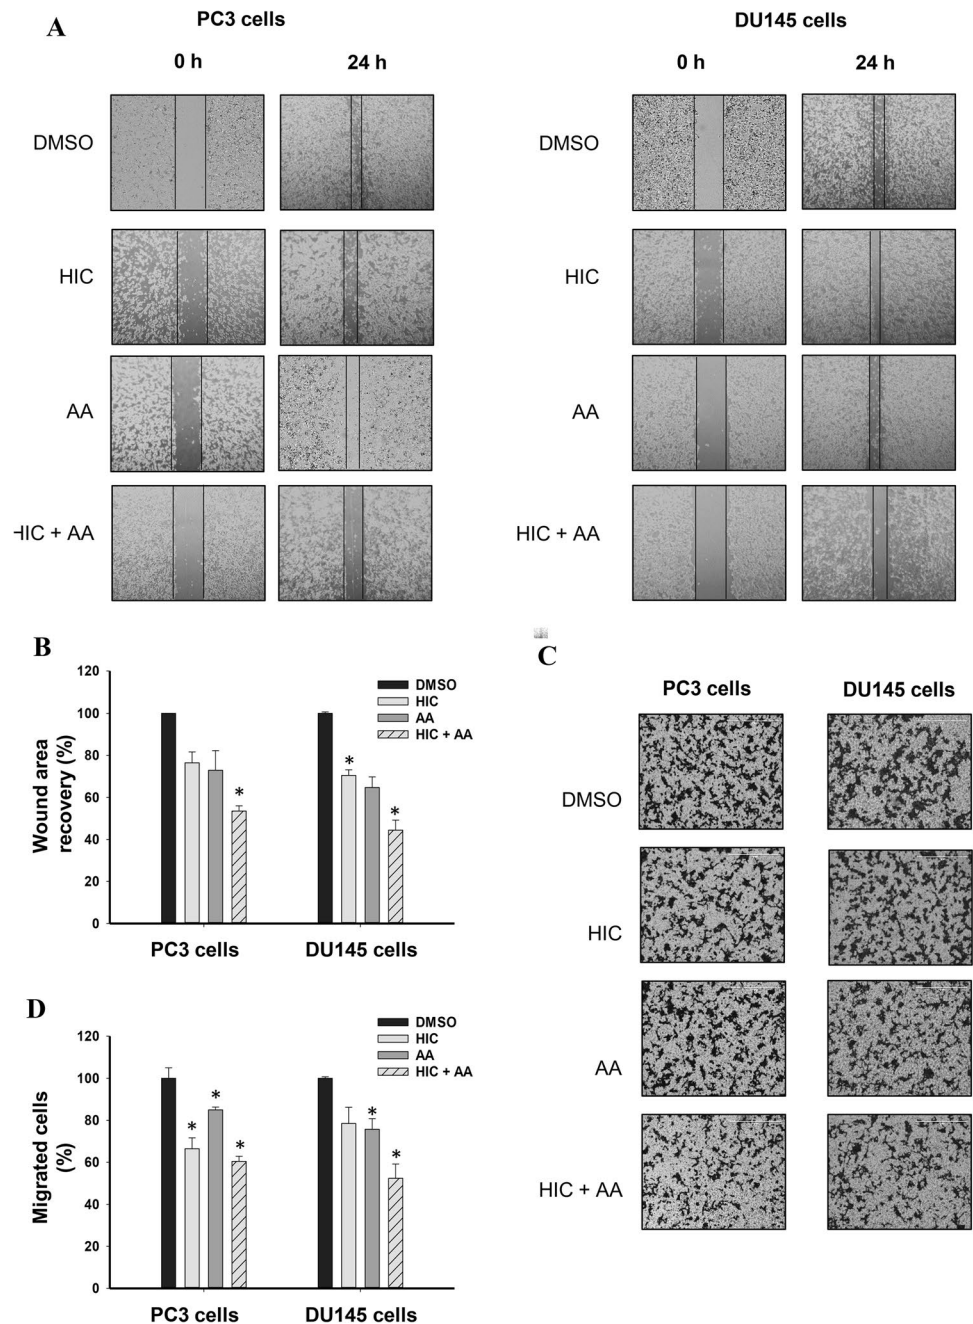 A
PC3 cells
DU145 cells
0 h
24 h
0 h
24 h
DMSO
DMSO
HIC
HIC
AA
AA
HIC + AA
HIC + AA
B
120
100
80
60
40
20
0
Wound area
recovery (%)
DMSO
HIC
AA
HIC + AA
*
*
*
PC3 cells
DU145 cells
C
PC3 cells
DU145 cells
DMSO
HIC
AA
HIC + AA
D
120
100
80
60
40
20
0
Migrated cells
(%)
DMSO
HIC
AA
HIC + AA
*
*
*
*
*
PC3 cells
DU145 cells